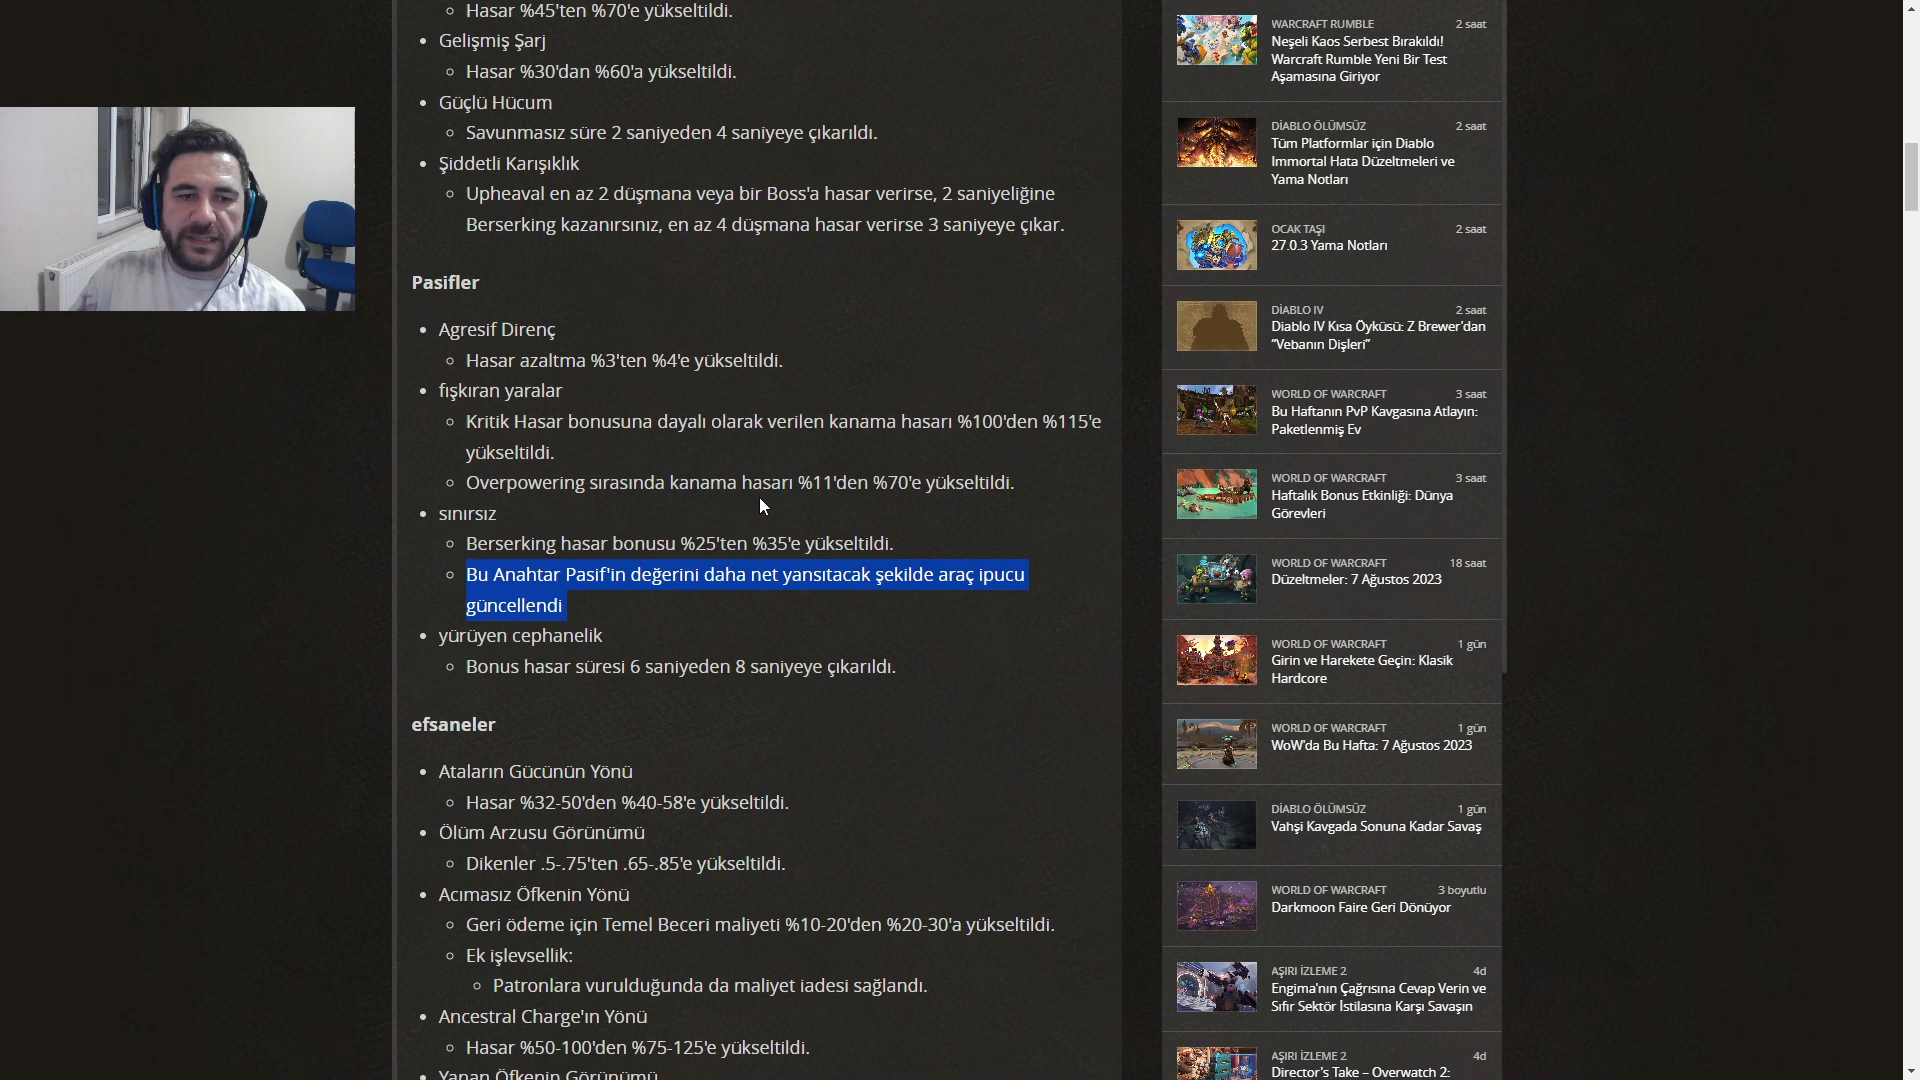 Hasar %45'ten %70'e yükseltildi.
Gelişmiş Şarj
Hasar %30'dan %60'a yükseltildi.
Güçlü Hücum
Savunmasız süre 2 saniyeden 4 saniyeye çıkarıldı.
Şiddetli Karışıklık
Upheaval en az 2 düşmana veya bir Boss'a hasar verirse, 2 saniyeliğine
Berserking kazanırsınız, en az 4 düşmana hasar verirse 3 saniyeye çıkar.
Pasifler
Agresif Direnç
Hasar azaltma %3'ten %4'e yükseltildi.
fışkıran yaralar
Kritik Hasar bonusuna dayalı olarak verilen kanama hasarı %100'den %115'e
yükseltildi.
Overpowering sırasında kanama hasarı %11'den %70'e yükseltildi.
sınırsız
Berserking hasar bonusu %25'ten %35'e yükseltildi.
Bu Anahtar Pasif'in değerini daha net yansıtacak şekilde araç ipucu
güncellendi
yürüyen cephanelik
Bonus hasar süresi 6 saniyeden 8 saniyeye çıkarıldı.
efsaneler
Ataların Gücünün Yönü
Hasar %32-50'den %40-58'e yükseltildi.
Ölüm Arzusu Görünümü
Dikenler .5-.75'ten .65-.85'e yükseltildi.
Acımasız Öfkenin Yönü
Geri ödeme için Temel Beceri maliyeti %10-20'den %20-30'a yükseltildi.
Ek işlevsellik:
Patronlara vurulduğunda da maliyet iadesi sağlandı.
Ancestral Charge'ın Yönü
Hasar %50-100'den %75-125'e yükseltildi.
Yanan Öfkenin Görünümü
WARCRAFT RUMBLE 2 saat
Neşeli Kaos Serbest Bırakıldı!
Warcraft Rumble Yeni Bir Test
Aşamasına Giriyor
DİABLO ÖLÜMSÜZ 2 saat
Tüm Platformlar için Diablo
Immortal Hata Düzeltmeleri ve
Yama Notları
OCAK TAŞI 2 saat
27.0.3 Yama Notları
DİABLO IV 2 saat
Diablo IV Kısa Öyküsü: Z Brewer'dan
"Vebanın Dişleri"
WORLD OF WARCRAFT 3 saat
Bu Haftanın PvP Kavgasına Atlayın:
Paketlenmiş Ev
WORLD OF WARCRAFT 3 saat
Haftalık Bonus Etkinliği: Dünya
Görevleri
WORLD OF WARCRAFT 18 saat
Düzeltmeler: 7 Ağustos 2023
WORLD OF WARCRAFT 1 gün
Girin ve Harekete Geçin: Klasik
Hardcore
WORLD OF WARCRAFT 1 gün
WoW'da Bu Hafta: 7 Ağustos 2023
DİABLO ÖLÜMSÜZ 1 gün
Vahşi Kavgada Sonuna Kadar Savaş
WORLD OF WARCRAFT 3 boyutlu
Darkmoon Faire Geri Dönüyor
AŞIRI İZLEME 2 4d
Engima'nın Çağrısına Cevap Verin ve
Sıfır Sektör İstilasına Karşı Savaşın
AŞIRI İZLEME 2 4d
Director's Take – Overwatch 2: